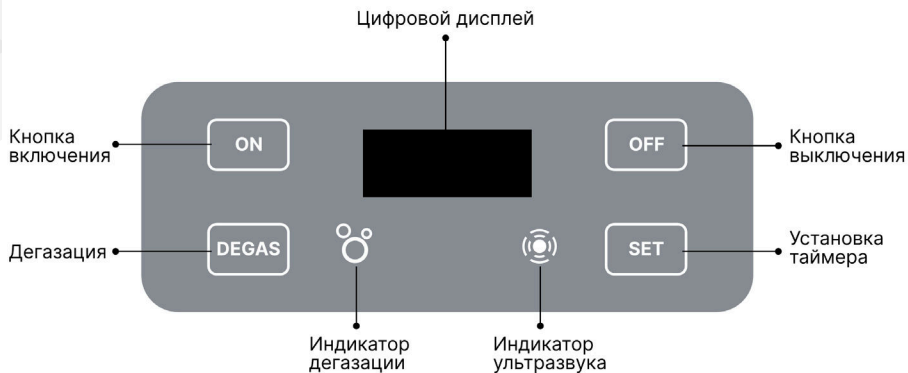 Цифровой дисплей
Кнопка
включения
ON
OFF
Кнопка
выключения
Дегазация
DEGAS
SET
Установка
таймера
Индикатор
дегазации
Индикатор
ультразвука